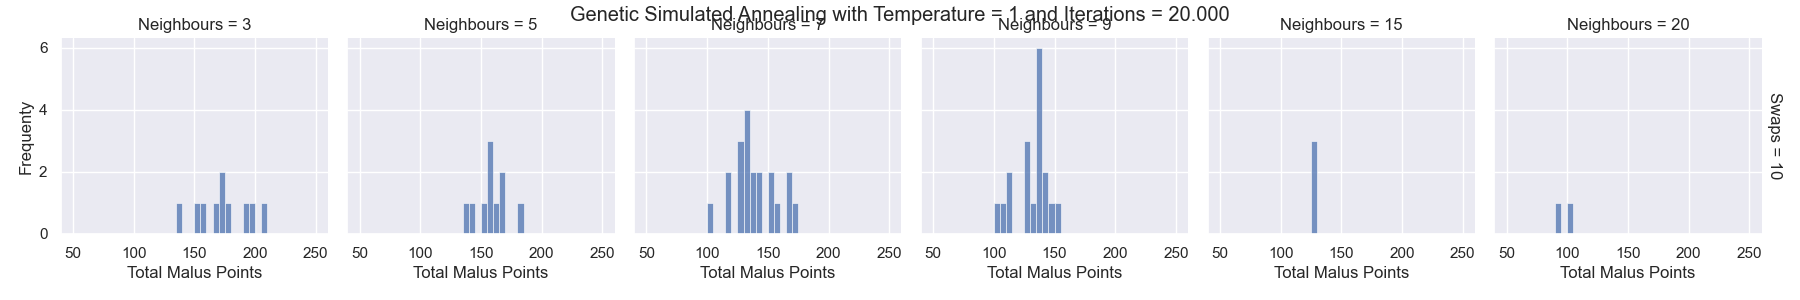 Genetic Simulated Annealing with Temperature = 1 and Iterations = 20.000
Neighbours = 3 Neighbours = 5 Neighbours = 7 Neighbours = 9 Neighbours = 15 Neighbours = 20
6
4
2
0
Frequenty
Swaps = 10
50 100 150 200 250 50 100 150 200 250 50 100 150 200 250 50 100 150 200 250 50 100 150 200 250 50 100 150 200 250
Total Malus Points Total Malus Points Total Malus Points Total Malus Points Total Malus Points Total Malus Points